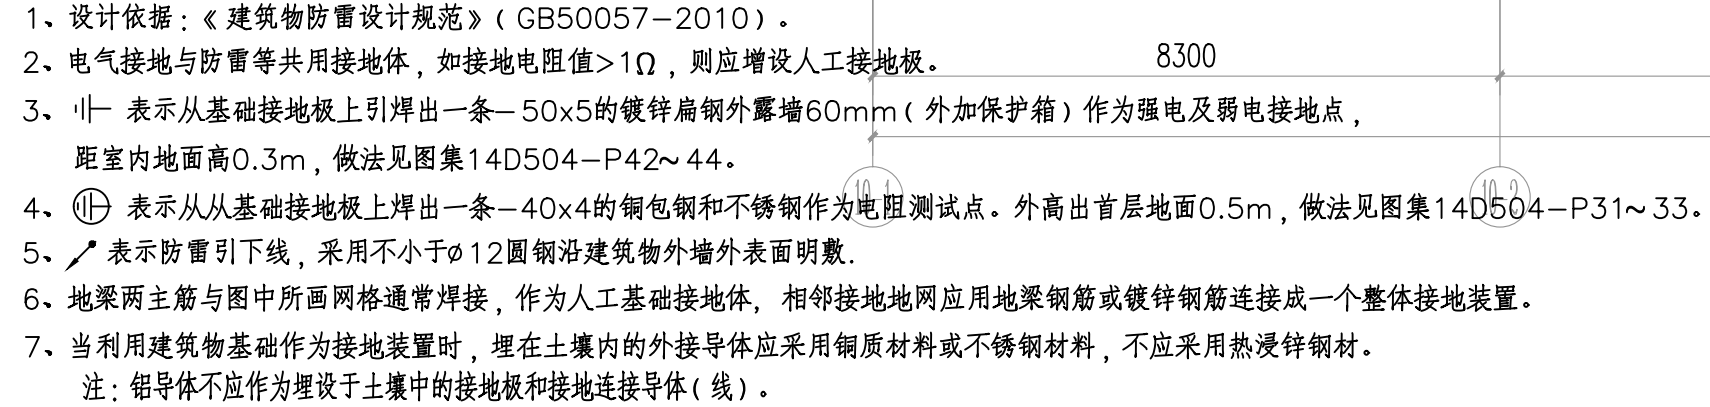 1、设计依据:《建筑物防雷设计规范》(GB50057-2010)。
2、电气接地与防雷等共用接地体,如接地电阻值>1Ω,则应增设人工接地极。
8300
3、 表示从基础接地极上引焊出一条-50x5的镀锌扁钢外露墙60mm(外加保护箱)作为强电及弱电接地点,
距室内地面高0.3m,做法见图集14D504-P42~44。
4、 表示从从基础接地极上焊出一条-40x4的铜包钢和不锈钢作为电阻测试点。外高出首层地面0.5m,做法见图集14D504-P31~33。
10-1
10-2
5、 表示防雷引下线,采用不小于ø12圆钢沿建筑物外墙外表面明敷.
6、地梁两主筋与图中所画网格通常焊接,作为人工基础接地体, 相邻接地地网应用地梁钢筋或镀锌钢筋连接成一个整体接地装置。
7、当利用建筑物基础作为接地装置时,埋在土壤内的外接导体应采用铜质材料或不锈钢材料,不应采用热浸锌钢材。
注:铝导体不应作为埋设于土壤中的接地极和接地连接导体(线)。